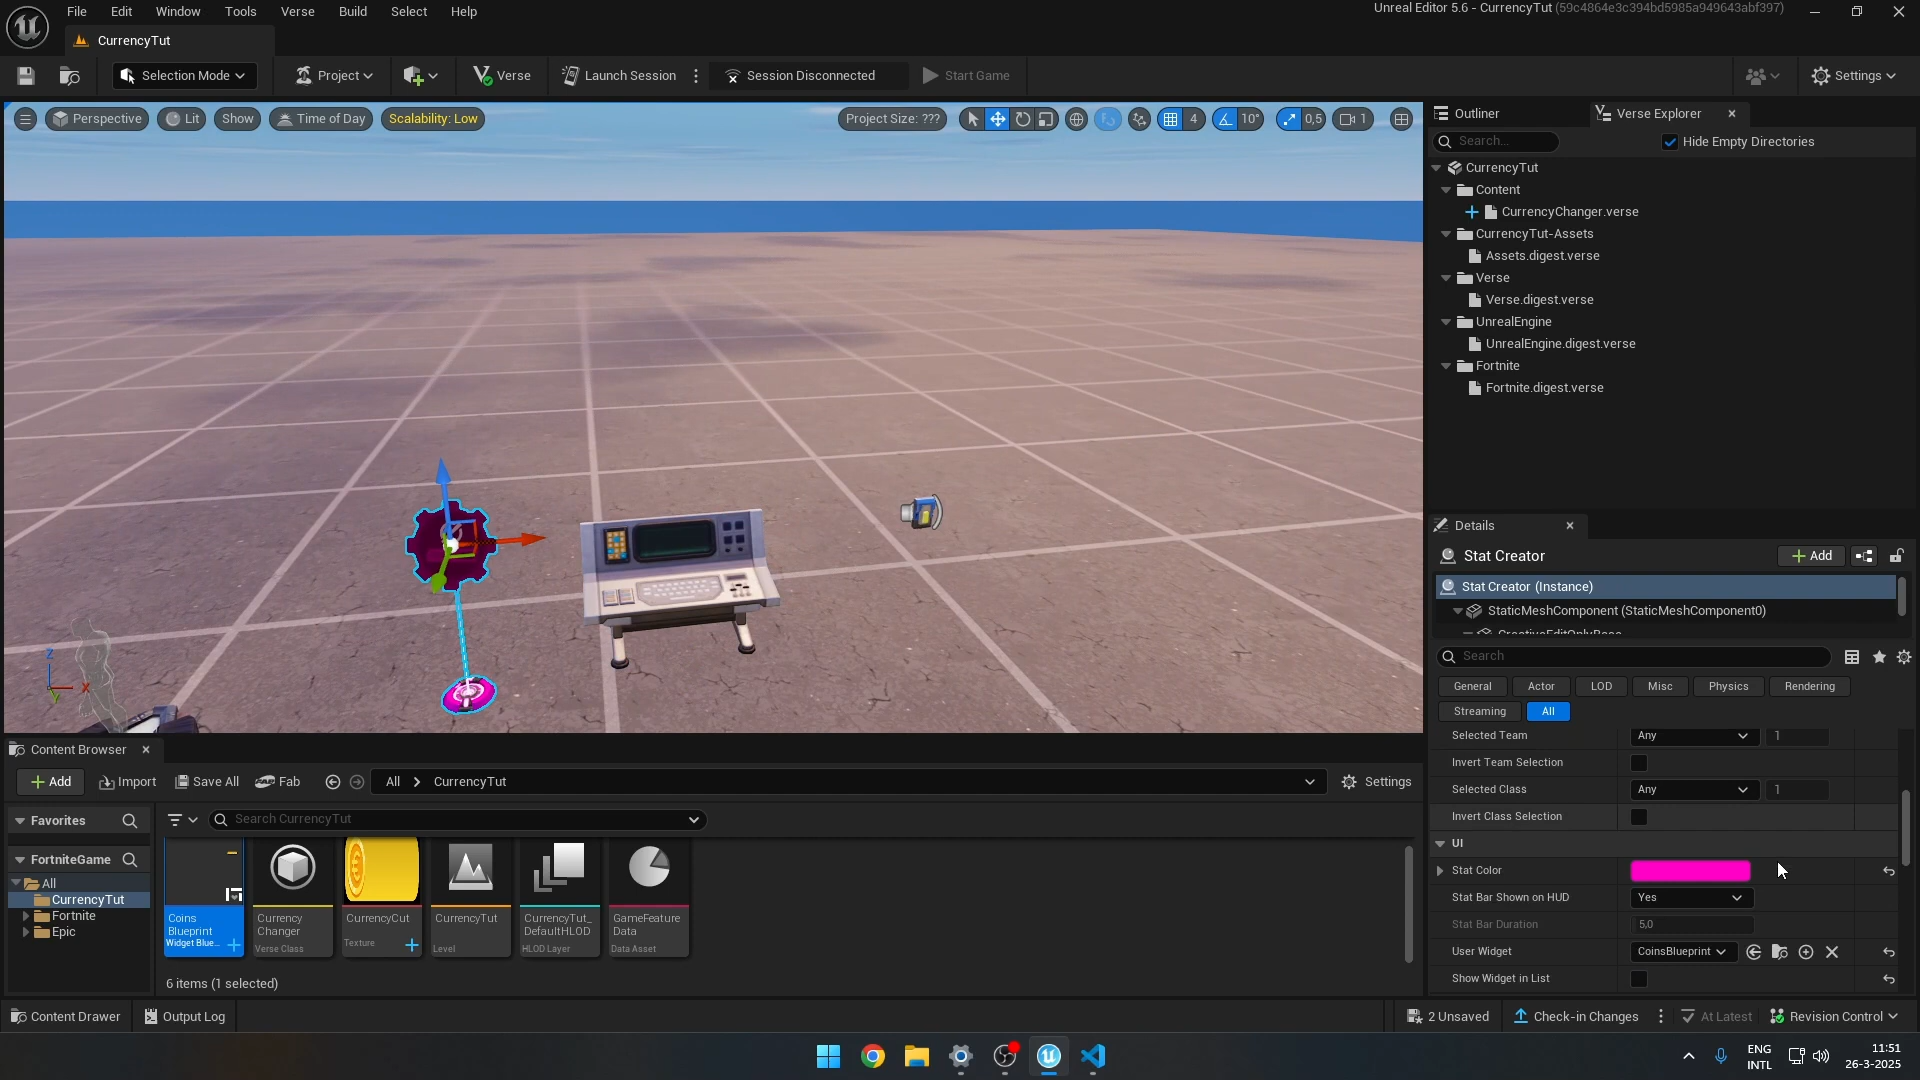 File Edit Window Tools Verse Build Select Help
Unreal Editor 5.6 - CurrencyTut (59c4864e3c394bd5985a949643abf397)
CurrencyTut
Selection Mode
Project
Verse
Launch Session
Session Disconnected
Start Game
Settings
Perspective
Lit
Show
Time of Day
Scalability: Low
Project Size: ???
4
10°
0,5
1
Outliner
Verse Explorer
Search...
Hide Empty Directories
CurrencyTut
Content
CurrencyChanger.verse
CurrencyTut-Assets
Assets.digest.verse
Verse
Verse.digest.verse
UnrealEngine
UnrealEngine.digest.verse
Fortnite
Fortnite.digest.verse
Details
Stat Creator
Add
Stat Creator (Instance)
StaticMeshComponent (StaticMeshComponent0)
CreativeEditOnlyBase
Search
General
Actor
LOD
Misc
Physics
Rendering
Streaming
All
Selected Team Any 1
Invert Team Selection
Selected Class Any 1
Invert Class Selection
UI
Stat Color
Stat Bar Shown on HUD Yes
Stat Bar Duration 5,0
User Widget CoinsBlueprint
Show Widget in List
Z
X
Y
Content Browser
Add
Import
Save All
Fab
All
CurrencyTut
Settings
Favorites
Search CurrencyTut
FortniteGame
All
CurrencyTut
Fortnite
Epic
Coins
Blueprint
Widget Blue...
Currency
Changer
Verse Class
CurrencyCut
Texture
CurrencyTut
Level
CurrencyTut_
DefaultHLOD
HLOD Layer
GameFeature
Data
Data Asset
6 items (1 selected)
Content Drawer
Output Log
2 Unsaved
Check-in Changes
At Latest
Revision Control
ENG
INTL
11:51
26-3-2025